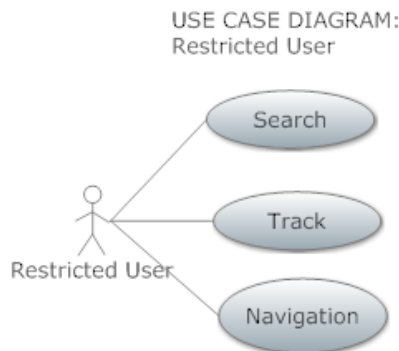 USE CASE DIAGRAM:
Restricted User
Search
Track
Restricted User
Navigation